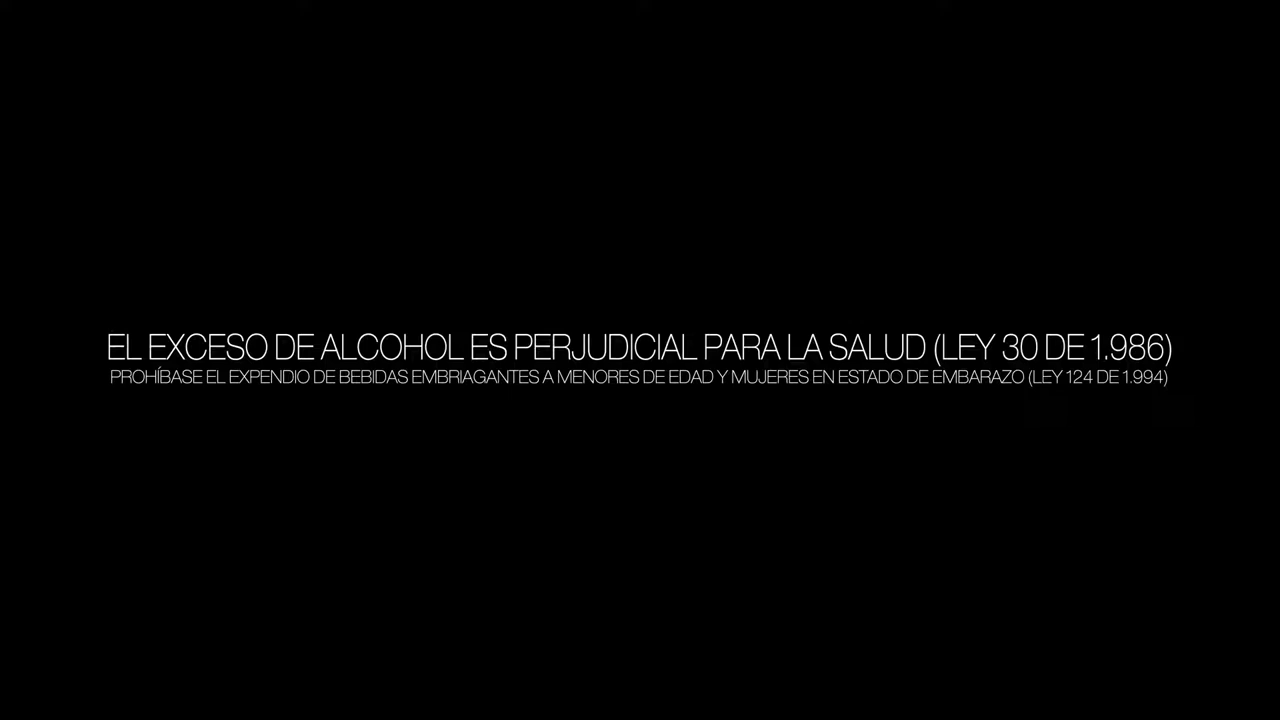 EL EXCESO DE ALCOHOL ES PERJUDICIAL PARA LA SALUD (LEY 30 DE 1.986)
PROHÍBASE EL EXPENDIO DE BEBIDAS EMBRIAGANTES A MENORES DE EDAD Y MUJERES EN ESTADO DE EMBARAZO (LEY 124 DE 1.994)